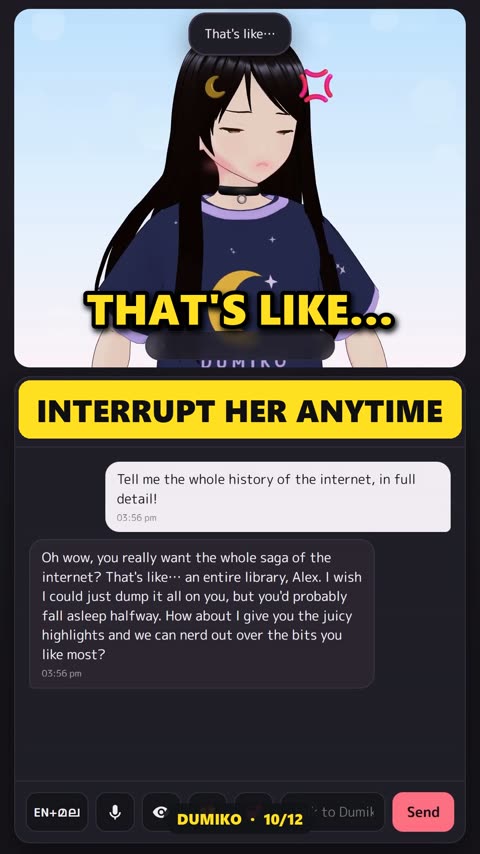 That's like…
THAT'S LIKE...
DUMIKO
INTERRUPT HER ANYTIME
Tell me the whole history of the internet, in full
detail!
03:56 pm
Oh wow, you really want the whole saga of the
internet? That's like… an entire library, Alex. I wish
I could just dump it all on you, but you'd probably
fall asleep halfway. How about I give you the juicy
highlights and we can nerd out over the bits you
like most?
03:56 pm
EN+മല
to Dumik
Send
DUMIKO · 10/12